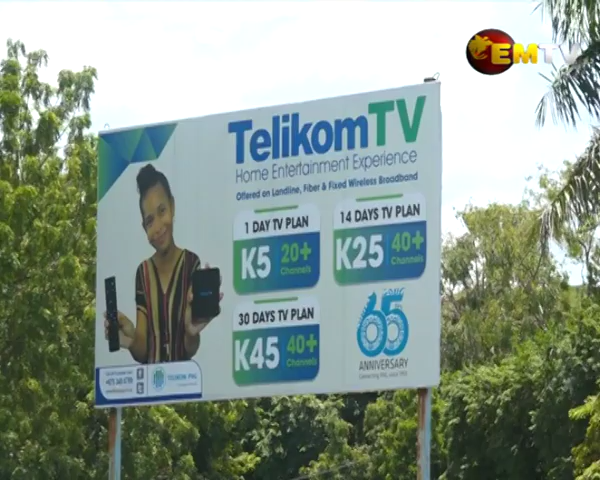 EMTV
TelikomTV
Home Entertainment Experience
Offered on Landline, Fiber & Fixed Wireless Broadband
1 DAY TV PLAN
K5 20+
Channels
14 DAYS TV PLAN
K25 40+
Channels
30 DAYS TV PLAN
K45 40+
Channels
65
ANNIVERSARY
TELIKOM PNG